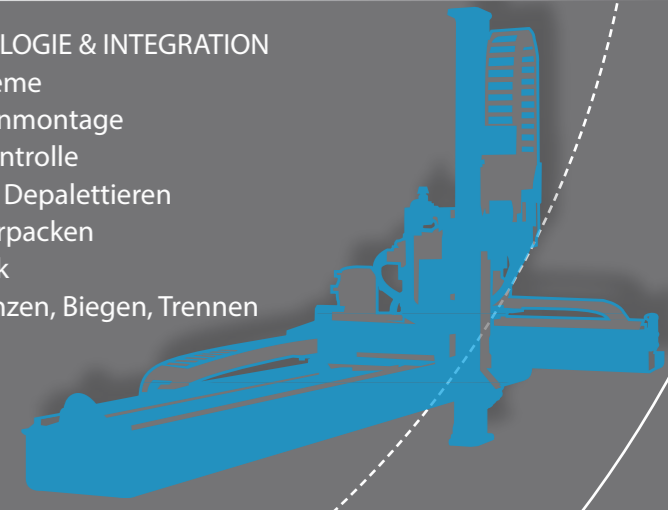 LOGIE & INTEGRATION
eme
nmontage
ntrolle
Depalettieren
rpacken
k
nzen, Biegen, Trennen